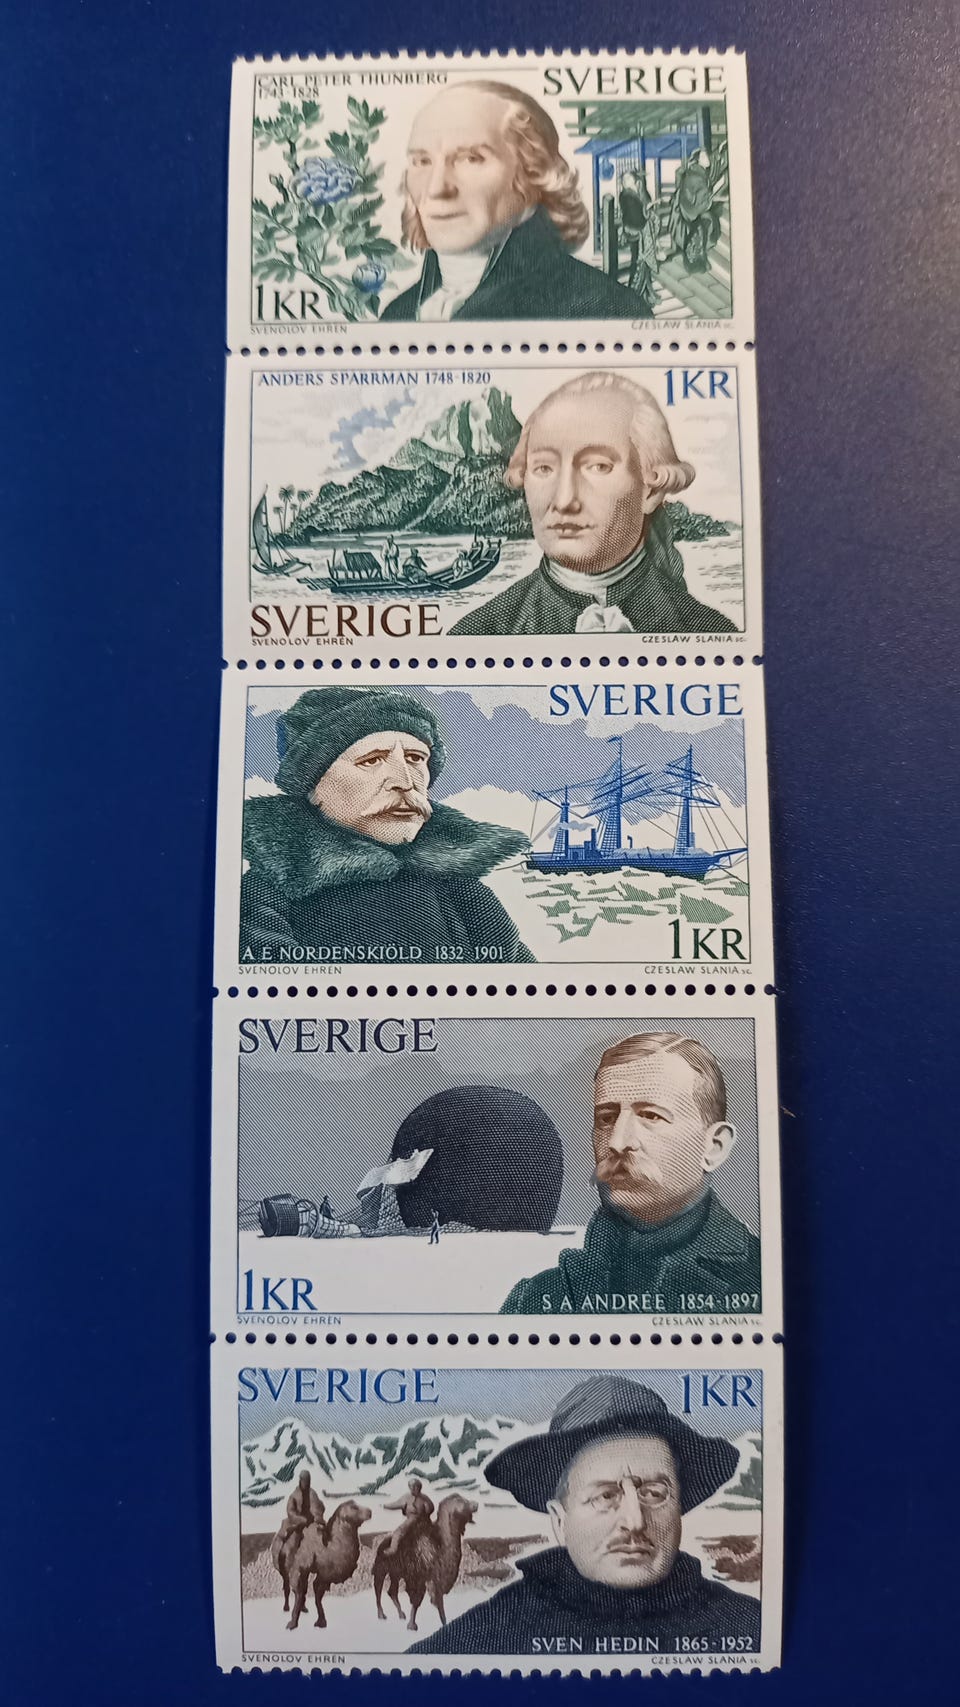 CARL PETER THUNBERG
1743-1828
SVERIGE
1KR
SVENOLOV EHRÉN
CZESLAW SLANIA sc.
ANDERS SPARRMAN 1748-1820
1KR
SVERIGE
SVENOLOV EHRÉN
CZESLAW SLANIA sc.
SVERIGE
1KR
A E NORDENSKIÖLD 1832-1901
SVENOLOV EHRÉN
CZESLAW SLANIA sc.
SVERIGE
1KR
S A ANDRÉE 1854-1897
SVENOLOV EHRÉN
CZESLAW SLANIA sc.
SVERIGE
1KR
SVEN HEDIN 1865-1952
SVENOLOV EHRÉN
CZESLAW SLANIA sc.